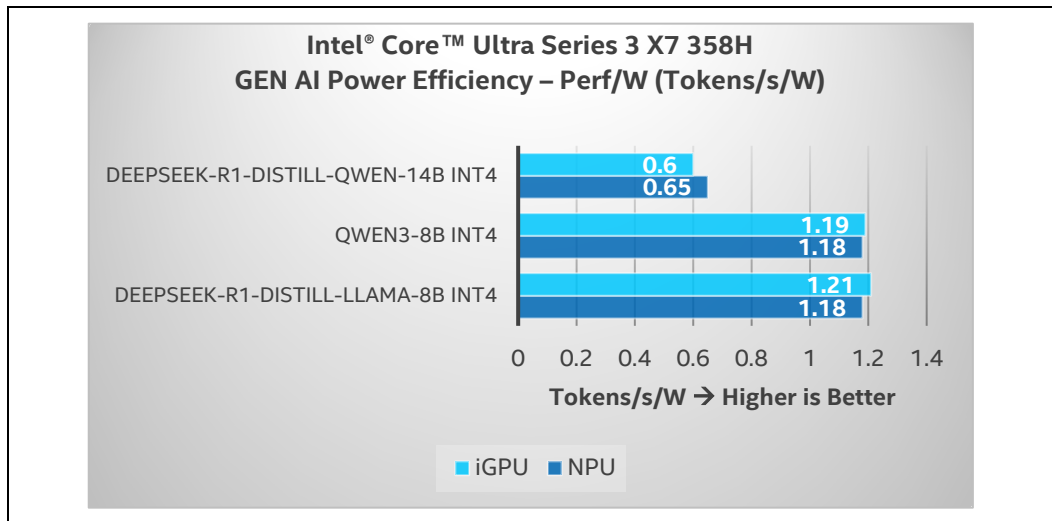 Intel® Core™ Ultra Series 3 X7 358H
GEN AI Power Efficiency – Perf/W (Tokens/s/W)
DEEPSEEK-R1-DISTILL-QWEN-14B INT4
0.6
0.65
QWEN3-8B INT4
1.19
1.18
DEEPSEEK-R1-DISTILL-LLAMA-8B INT4
1.21
1.18
0 0.2 0.4 0.6 0.8 1 1.2 1.4
Tokens/s/W → Higher is Better
iGPU NPU